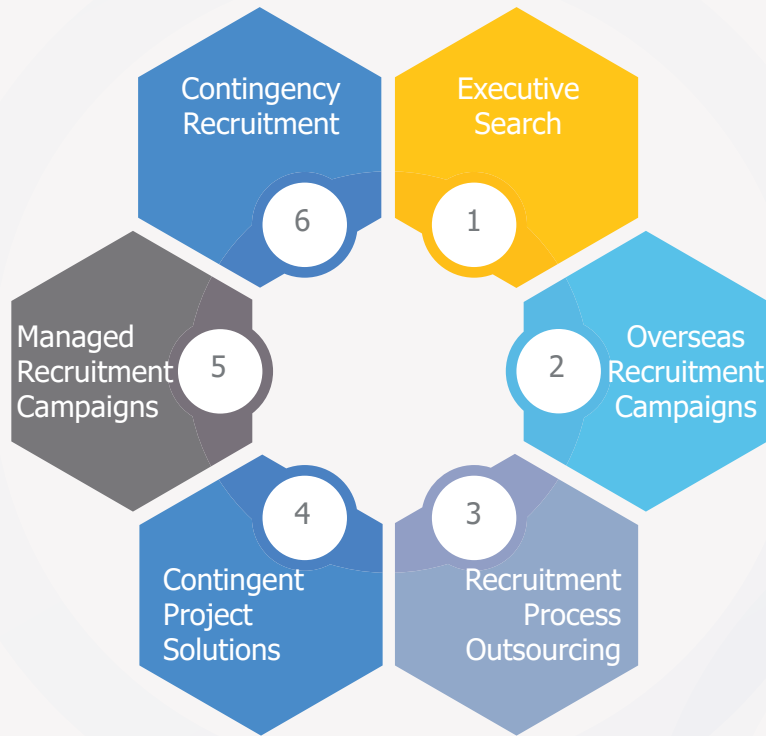 Executive
Search
1
Overseas
Recruitment
Campaigns
2
Recruitment
Process
Outsourcing
3
Contingent
Project
Solutions
4
Managed
Recruitment
Campaigns
5
Contingency
Recruitment
6